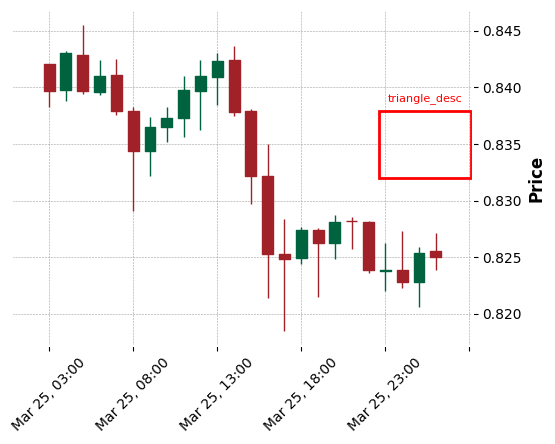 0.845
0.840
triangle_desc
0.835
0.830
0.825
0.820
Price
Mar 25, 03:00
Mar 25, 08:00
Mar 25, 13:00
Mar 25, 18:00
Mar 25, 23:00